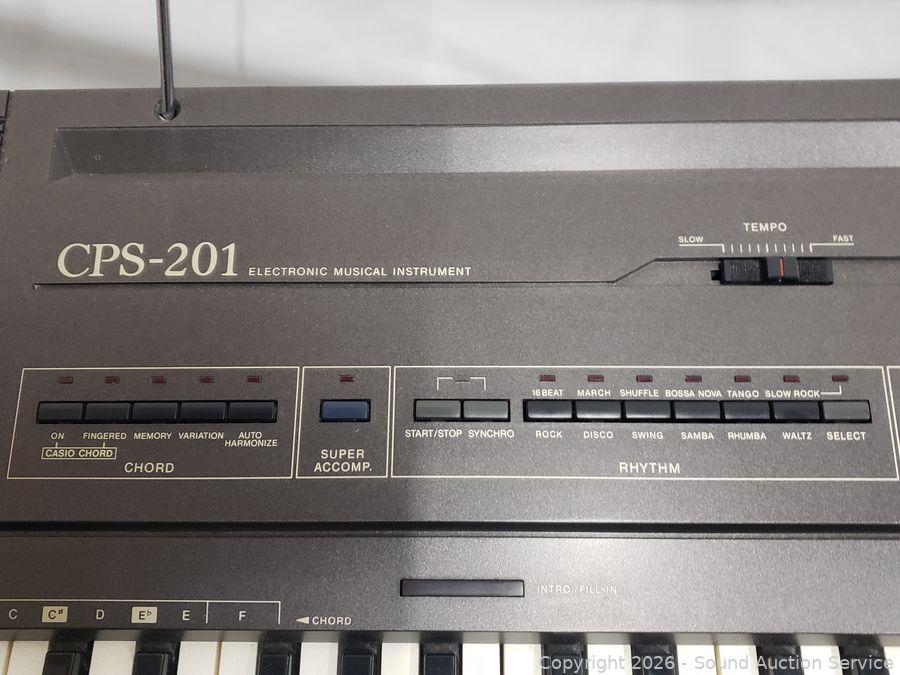 TEMPO
SLOW FAST
CPS-201 ELECTRONIC MUSICAL INSTRUMENT
16BEAT MARCH SHUFFLE BOSSA NOVA TANGO SLOW ROCK
ON FINGERED MEMORY VARIATION AUTO HARMONIZE
CASIO CHORD
CHORD
SUPER
ACCOMP.
START/STOP SYNCHRO ROCK DISCO SWING SAMBA RHUMBA WALTZ SELECT
RHYTHM
INTRO/FILL-IN
C C# D E♭ E F ◄CHORD
Copyright 2026 - Sound Auction Service